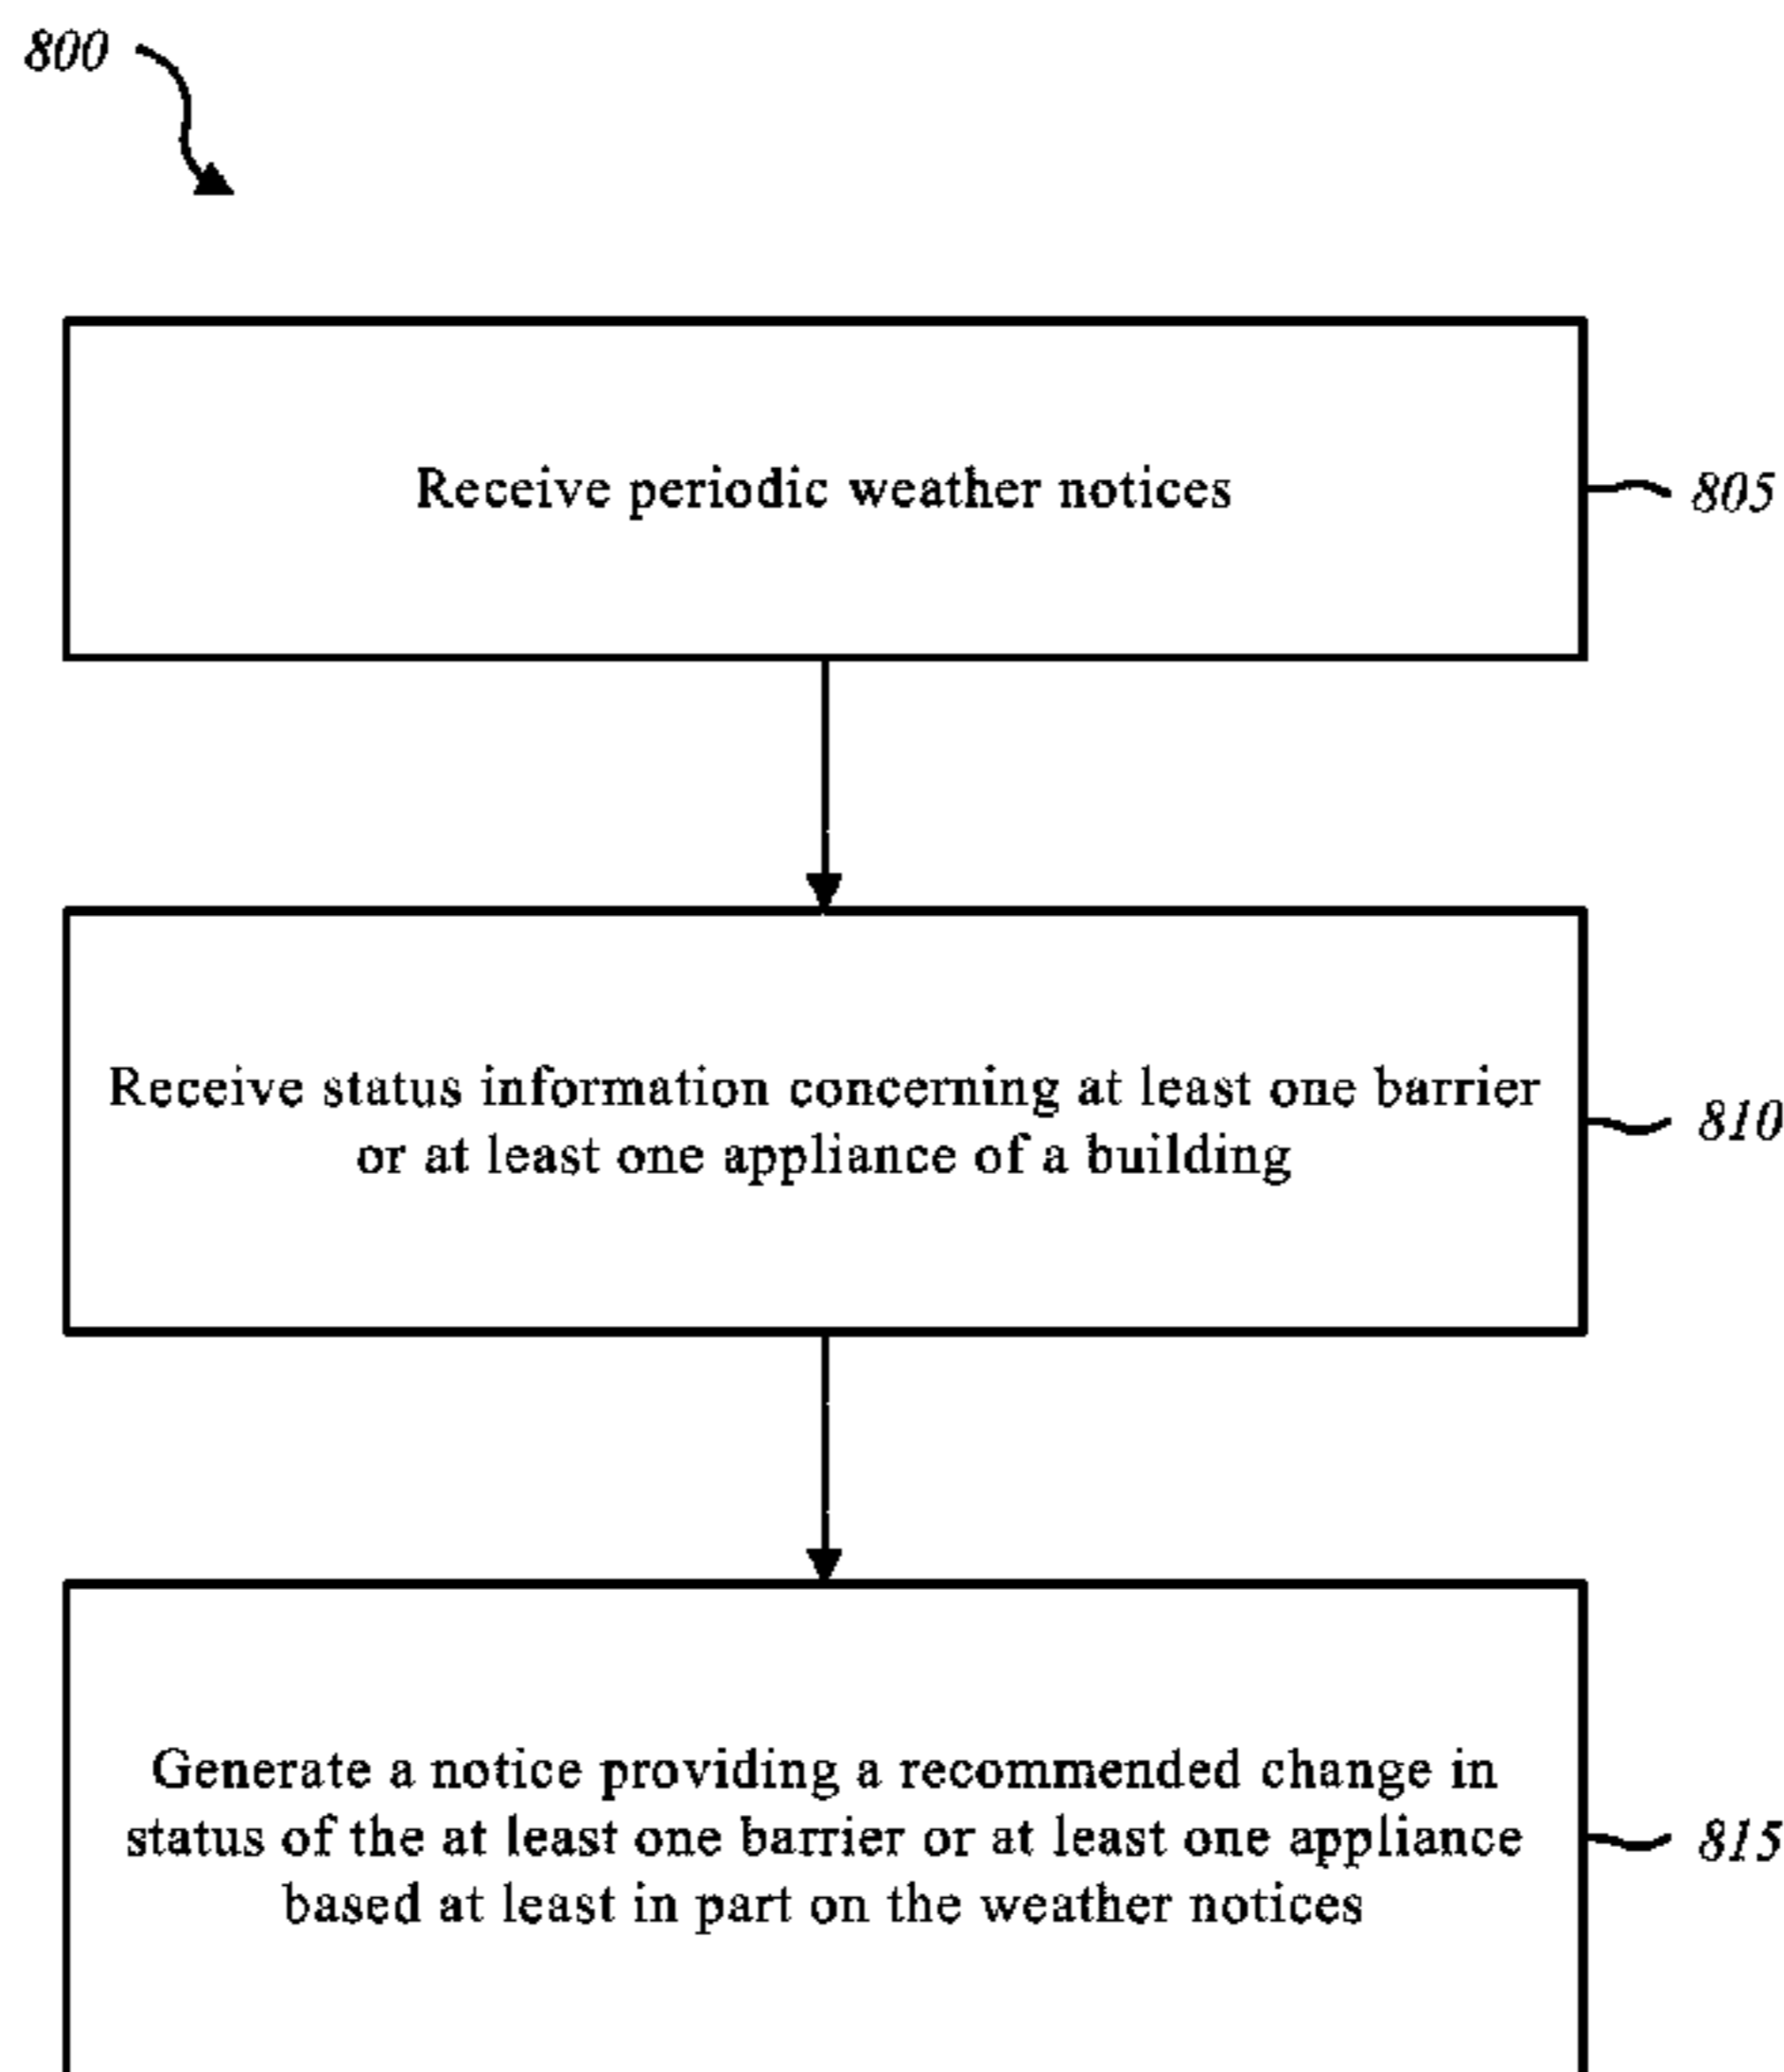 800
Receive periodic weather notices
805
Receive status information concerning at least one barrier
or at least one appliance of a building
810
Generate a notice providing a recommended change in
status of the at least one barrier or at least one appliance
based at least in part on the weather notices
815